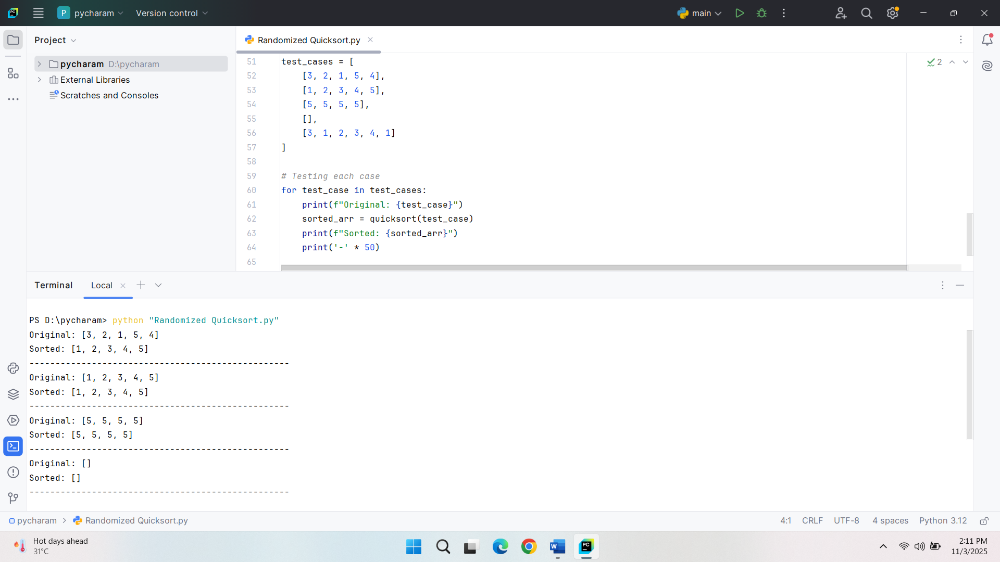 PC
P pycharam
Version control
main
Project
pycharam D:\pycharam
External Libraries
Scratches and Consoles
Randomized Quicksort.py
2
51 test_cases = [
52 [3, 2, 1, 5, 4],
53 [1, 2, 3, 4, 5],
54 [5, 5, 5, 5],
55 [],
56 [3, 1, 2, 3, 4, 1]
57 ]
58
59 # Testing each case
60 for test_case in test_cases:
61 print(f"Original: {test_case}")
62 sorted_arr = quicksort(test_case)
63 print(f"Sorted: {sorted_arr}")
64 print('-' * 50)
65
Terminal
Local
PS D:\pycharam> python "Randomized Quicksort.py"
Original: [3, 2, 1, 5, 4]
Sorted: [1, 2, 3, 4, 5]
--------------------------------------------------
Original: [1, 2, 3, 4, 5]
Sorted: [1, 2, 3, 4, 5]
--------------------------------------------------
Original: [5, 5, 5, 5]
Sorted: [5, 5, 5, 5]
--------------------------------------------------
Original: []
Sorted: []
--------------------------------------------------
pycharam > Randomized Quicksort.py
4:1 CRLF UTF-8 4 spaces Python 3.12
Hot days ahead
31°C
W
PC
2:11 PM
11/3/2025